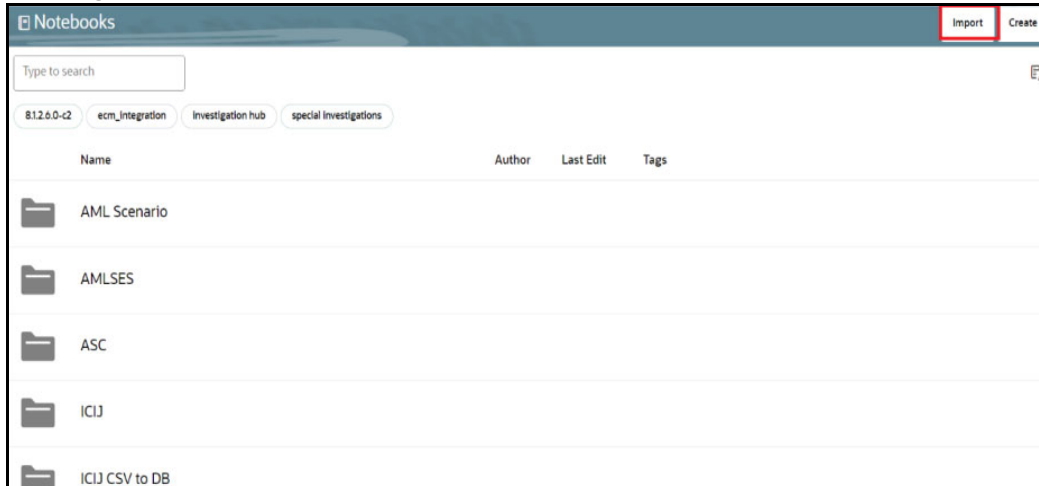 Notebooks
Import
Create
Type to search
8.1.2.6.0-c2
ecm_integration
investigation hub
special investigations
Name
Author
Last Edit
Tags
AML Scenario
AMLSES
ASC
ICIJ
ICIJ CSV to DB